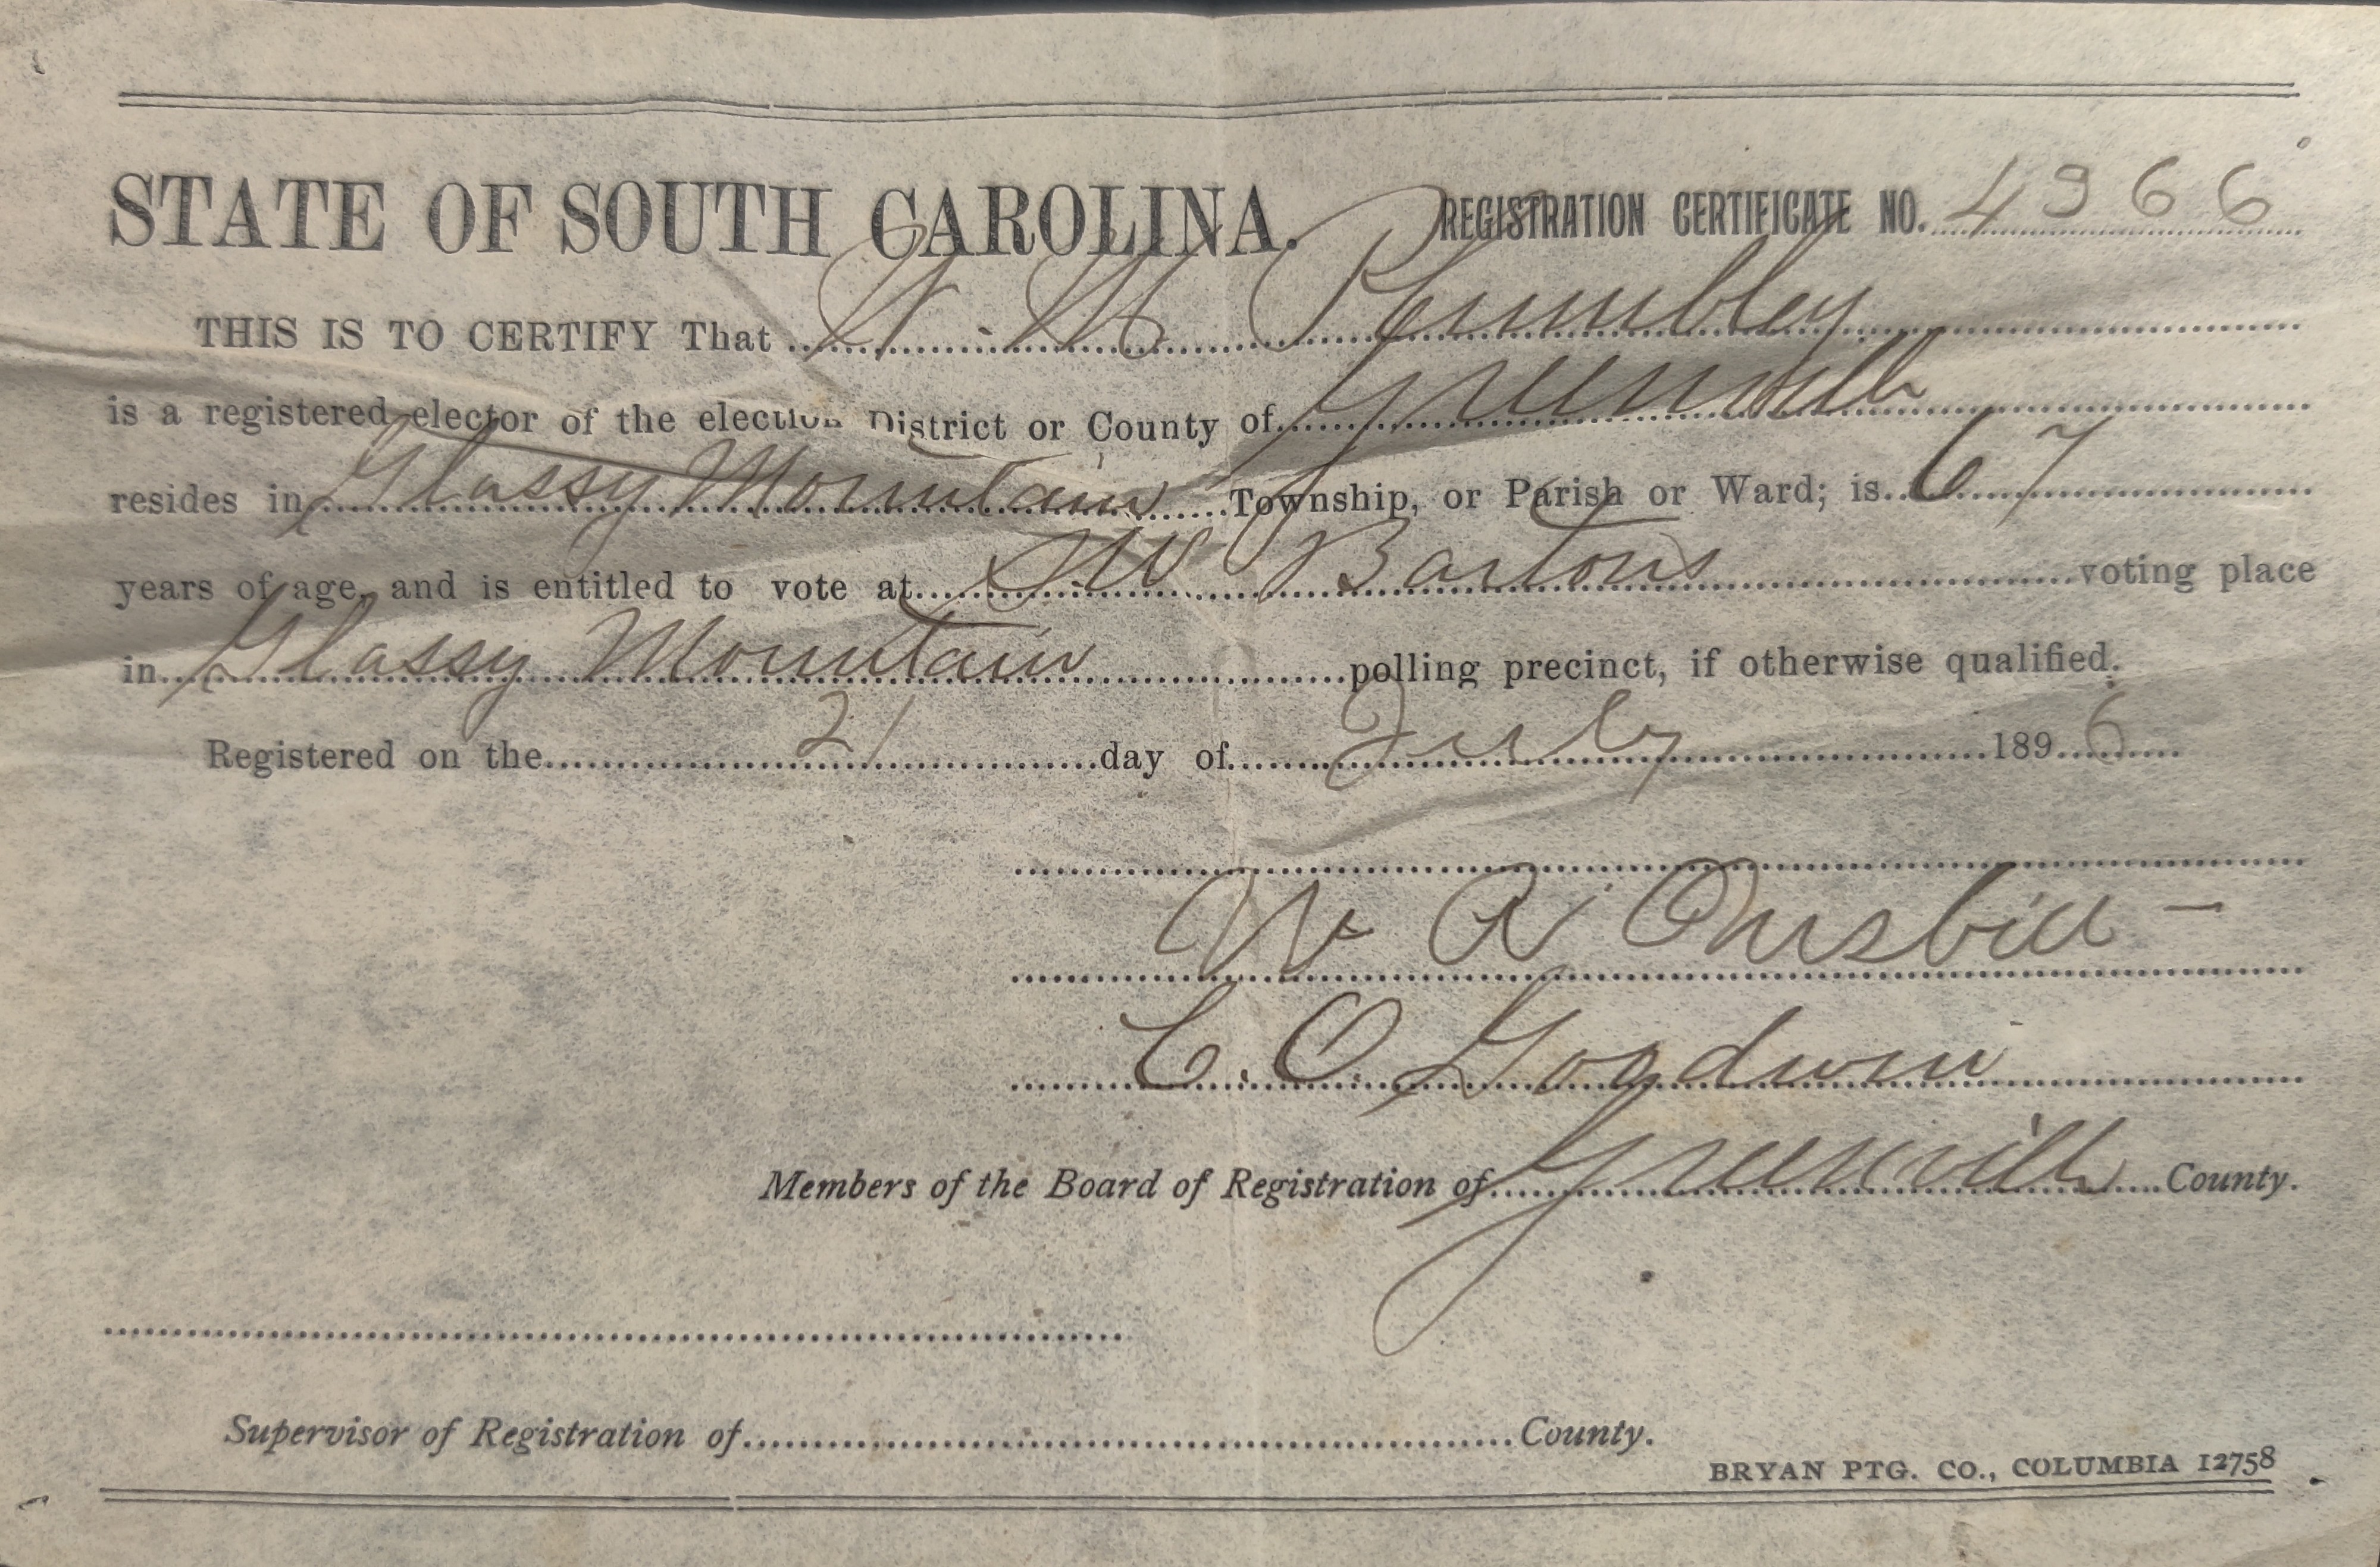 STATE OF SOUTH CAROLINA. REGISTRATION CERTIFICATE NO. 4966
THIS IS TO CERTIFY That W. H. Plumbley
is a registered elector of the election District or County of Greenville
resides in Glassy Mountain Township, or Parish or Ward; is 67
years of age, and is entitled to vote at Bartons voting place
in Glassy Mountain polling precinct, if otherwise qualified.
Registered on the 21 day of July 1896
W A
C. O. Goodwin
Members of the Board of Registration of Greenville County.
Supervisor of Registration of County.
BRYAN PTG. CO., COLUMBIA 12758